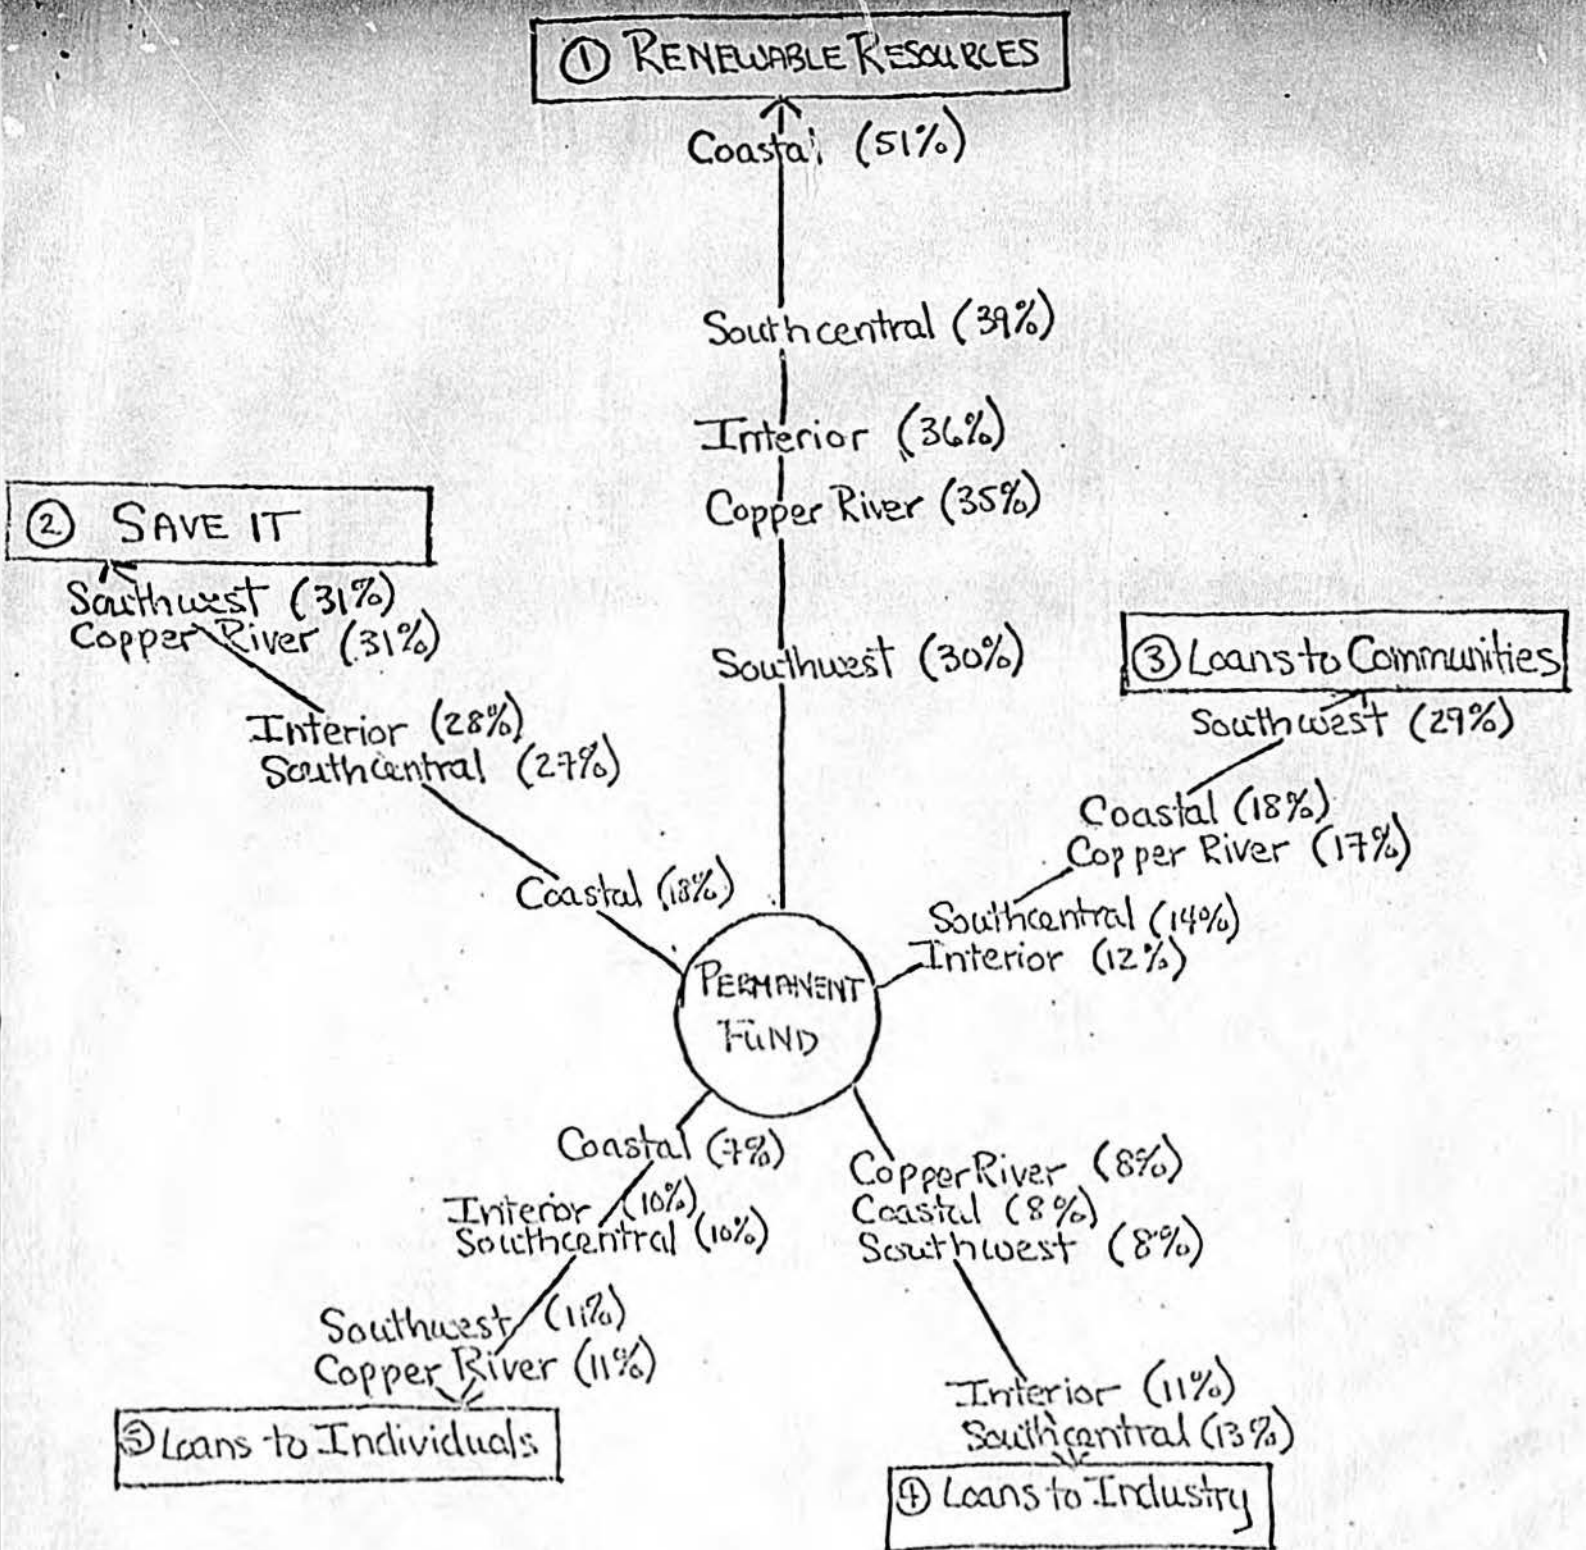 ① RENEWABLE RESOURCES
Coastal (51%)
Southcentral (39%)
Interior (36%)
Copper River (35%)
Southwest (30%)
② SAVE IT
Southwest (31%)
Copper River (31%)
Interior (28%)
Southcentral (27%)
Coastal (18%)
③ Loans to Communities
Southwest (29%)
Coastal (18%)
Copper River (17%)
Southcentral (14%)
Interior (12%)
PERMANENT
FUND
Coastal (7%)
Interior (10%)
Southcentral (10%)
Southwest (11%)
Copper River (11%)
⑤ Loans to Individuals
Copper River (8%)
Coastal (8%)
Southwest (8%)
Interior (11%)
Southcentral (13%)
④ Loans to Industry